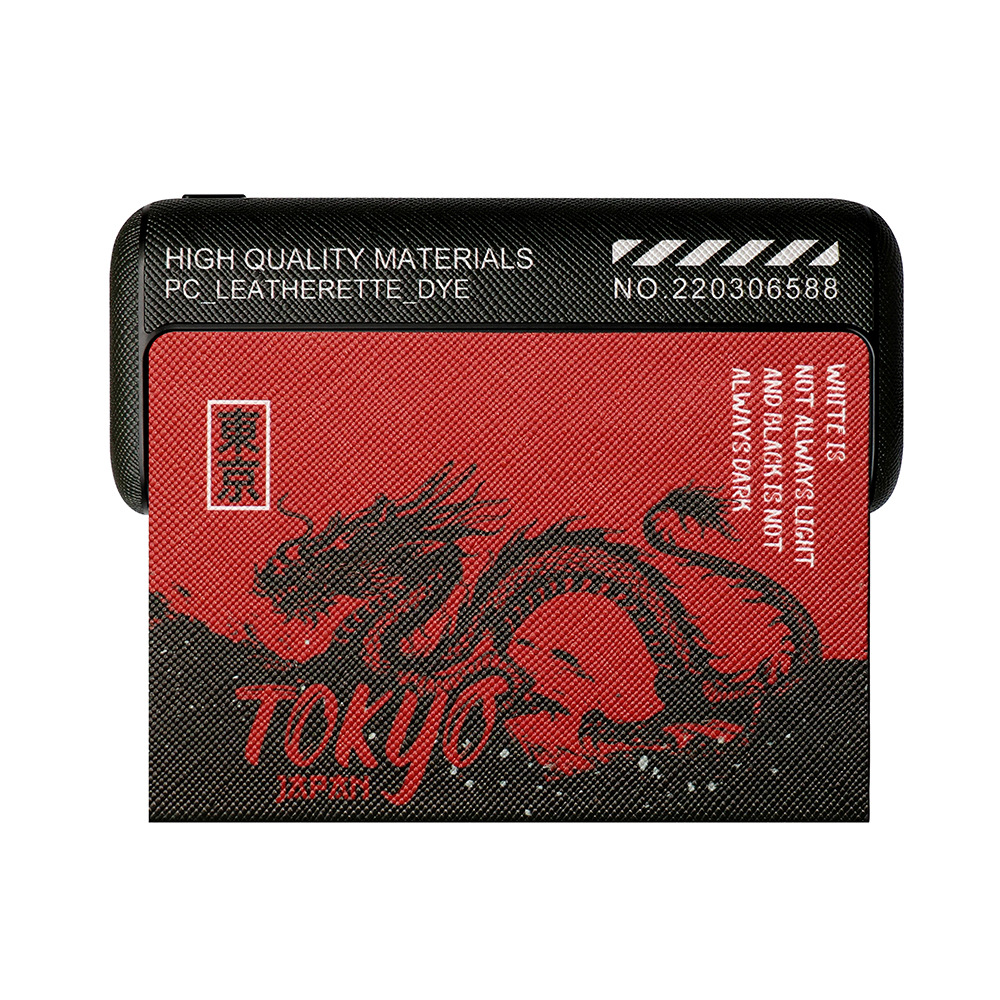 HIGH QUALITY MATERIALS
PC_LEATHERETTE_DYE
NO.220306588
東京
WHITE IS
NOT ALWAYS LIGHT
AND BLACK IS NOT
ALWAYS DARK
TOKYO
JAPAN